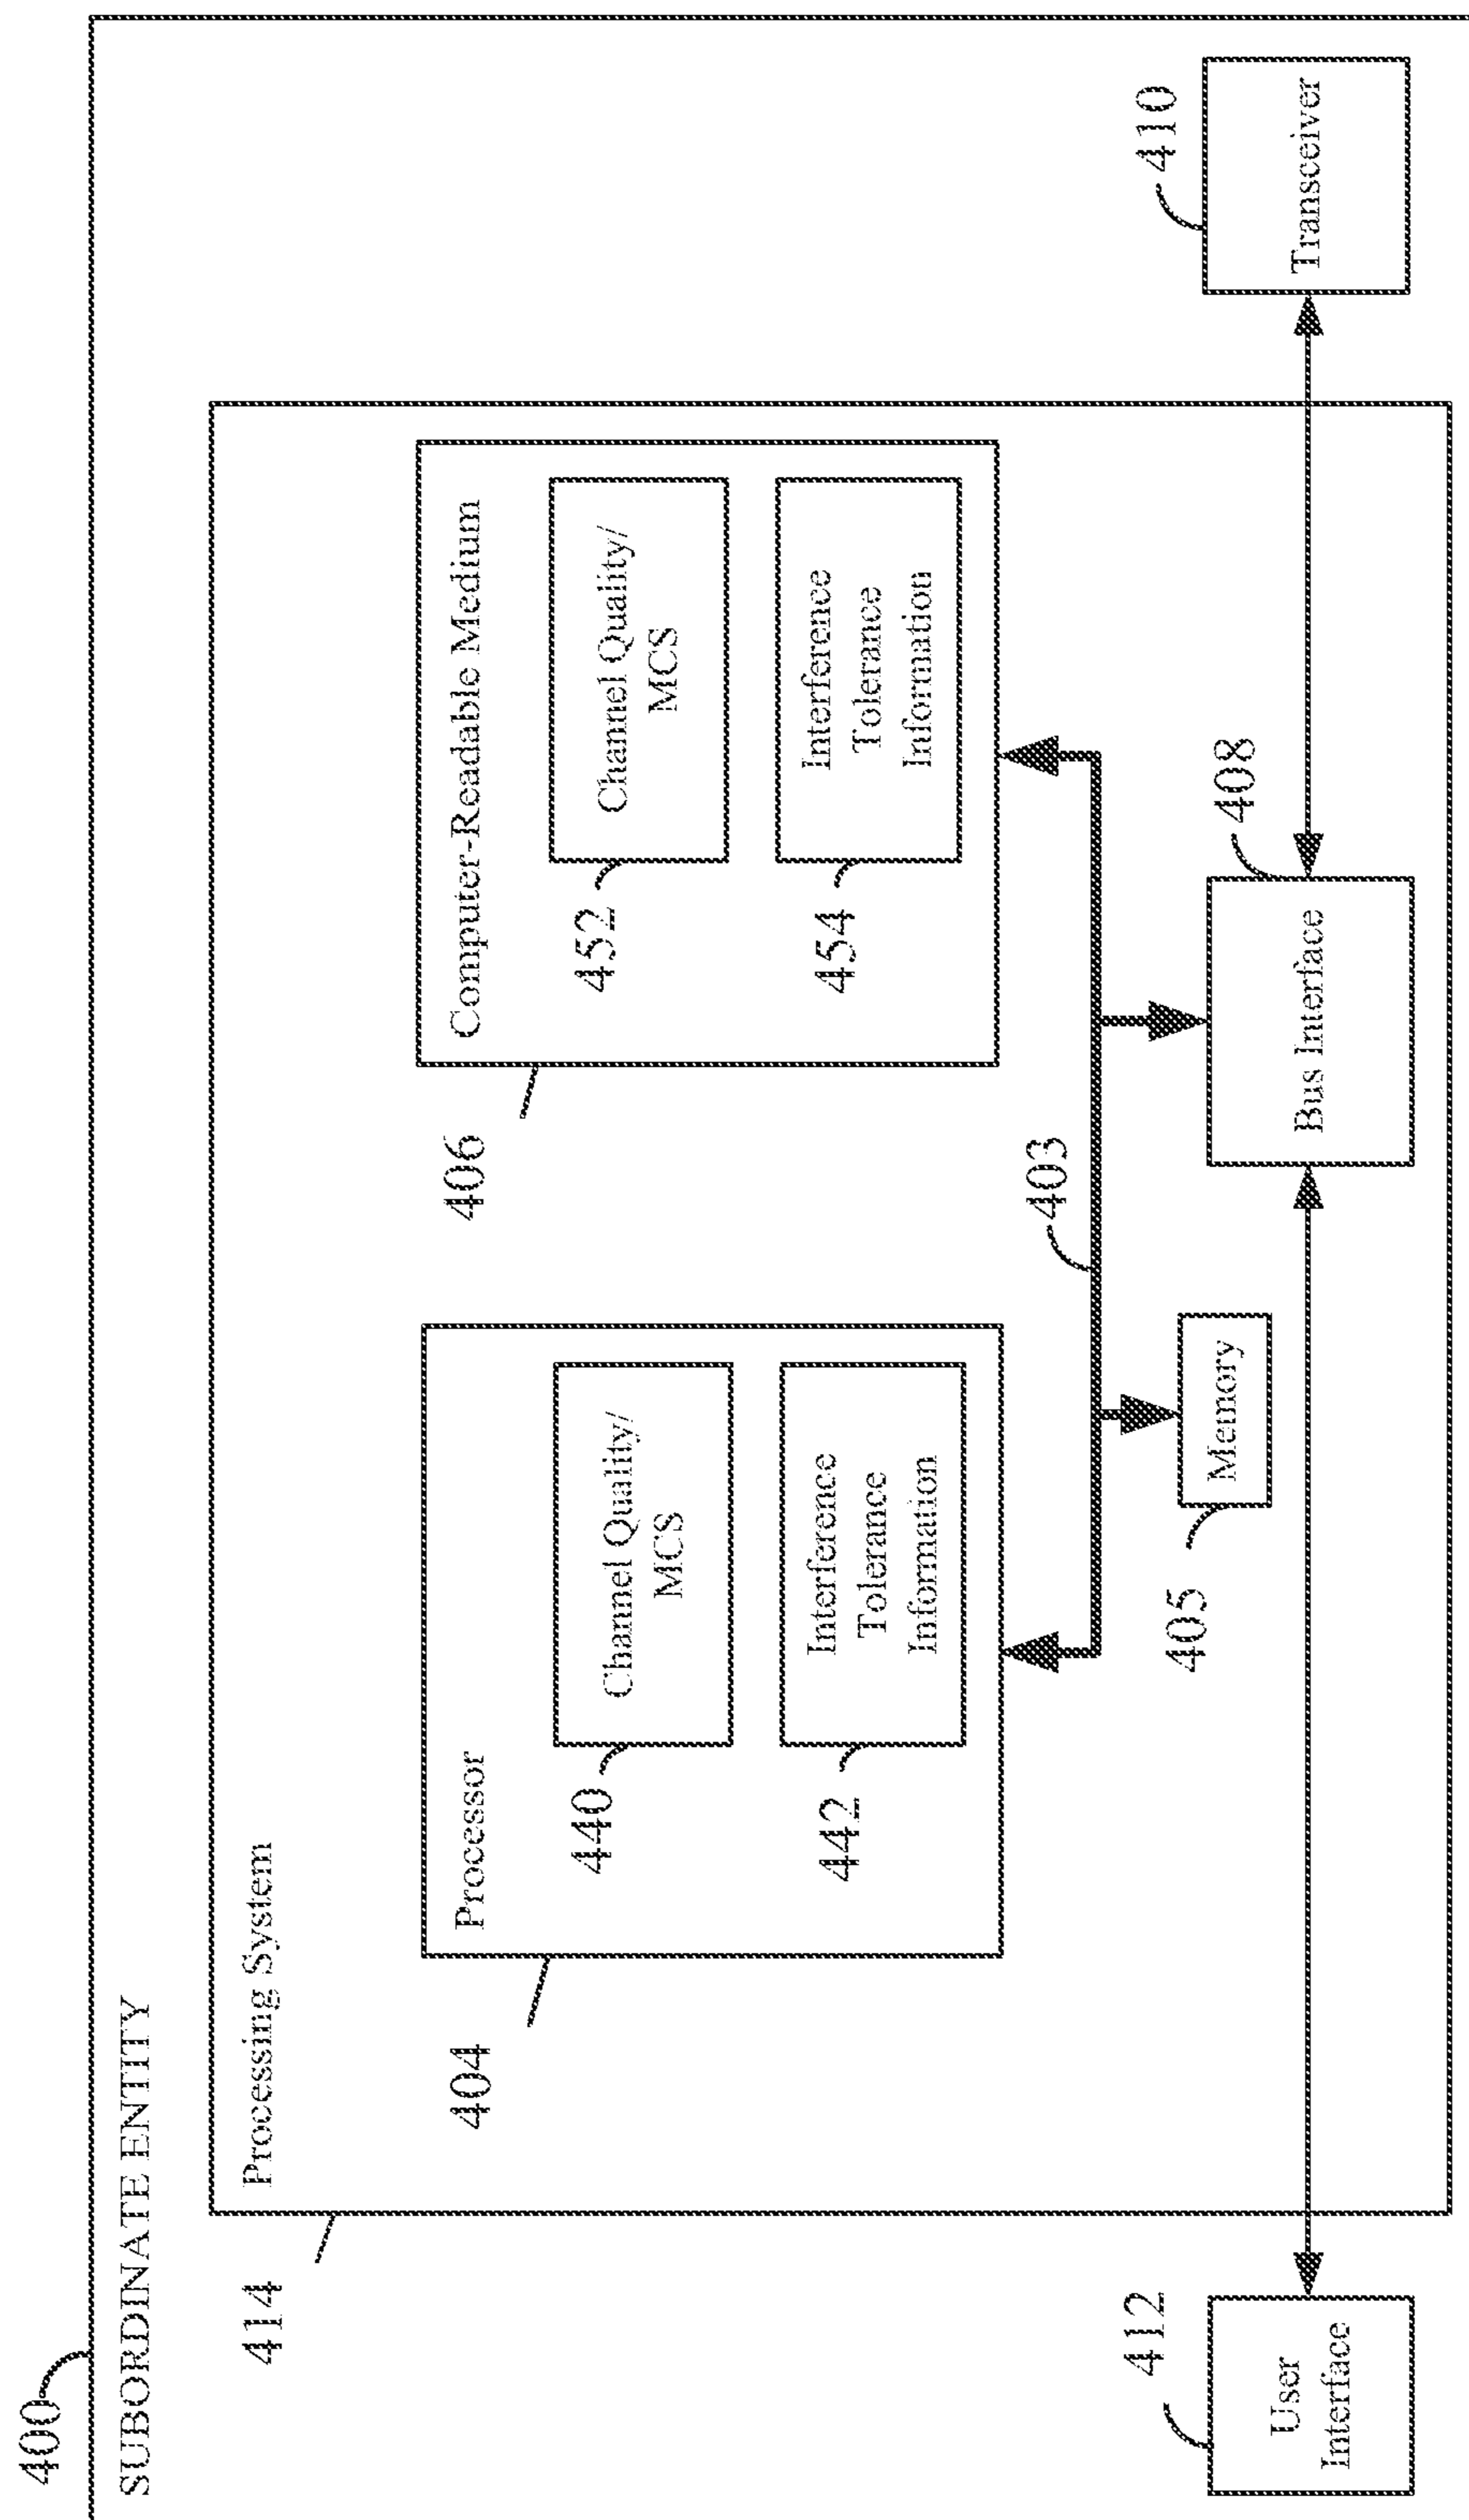 400
SUBORDINATE ENTITY
414
Processing System
404
Processor
440
Channel Quality/
MCS
442
Interference
Tolerance
Information
406
Computer-Readable Medium
452
Channel Quality/
MCS
454
Interference
Tolerance
Information
403
405
Memory
412
User
Interface
408
Bus Interface
410
Transceiver